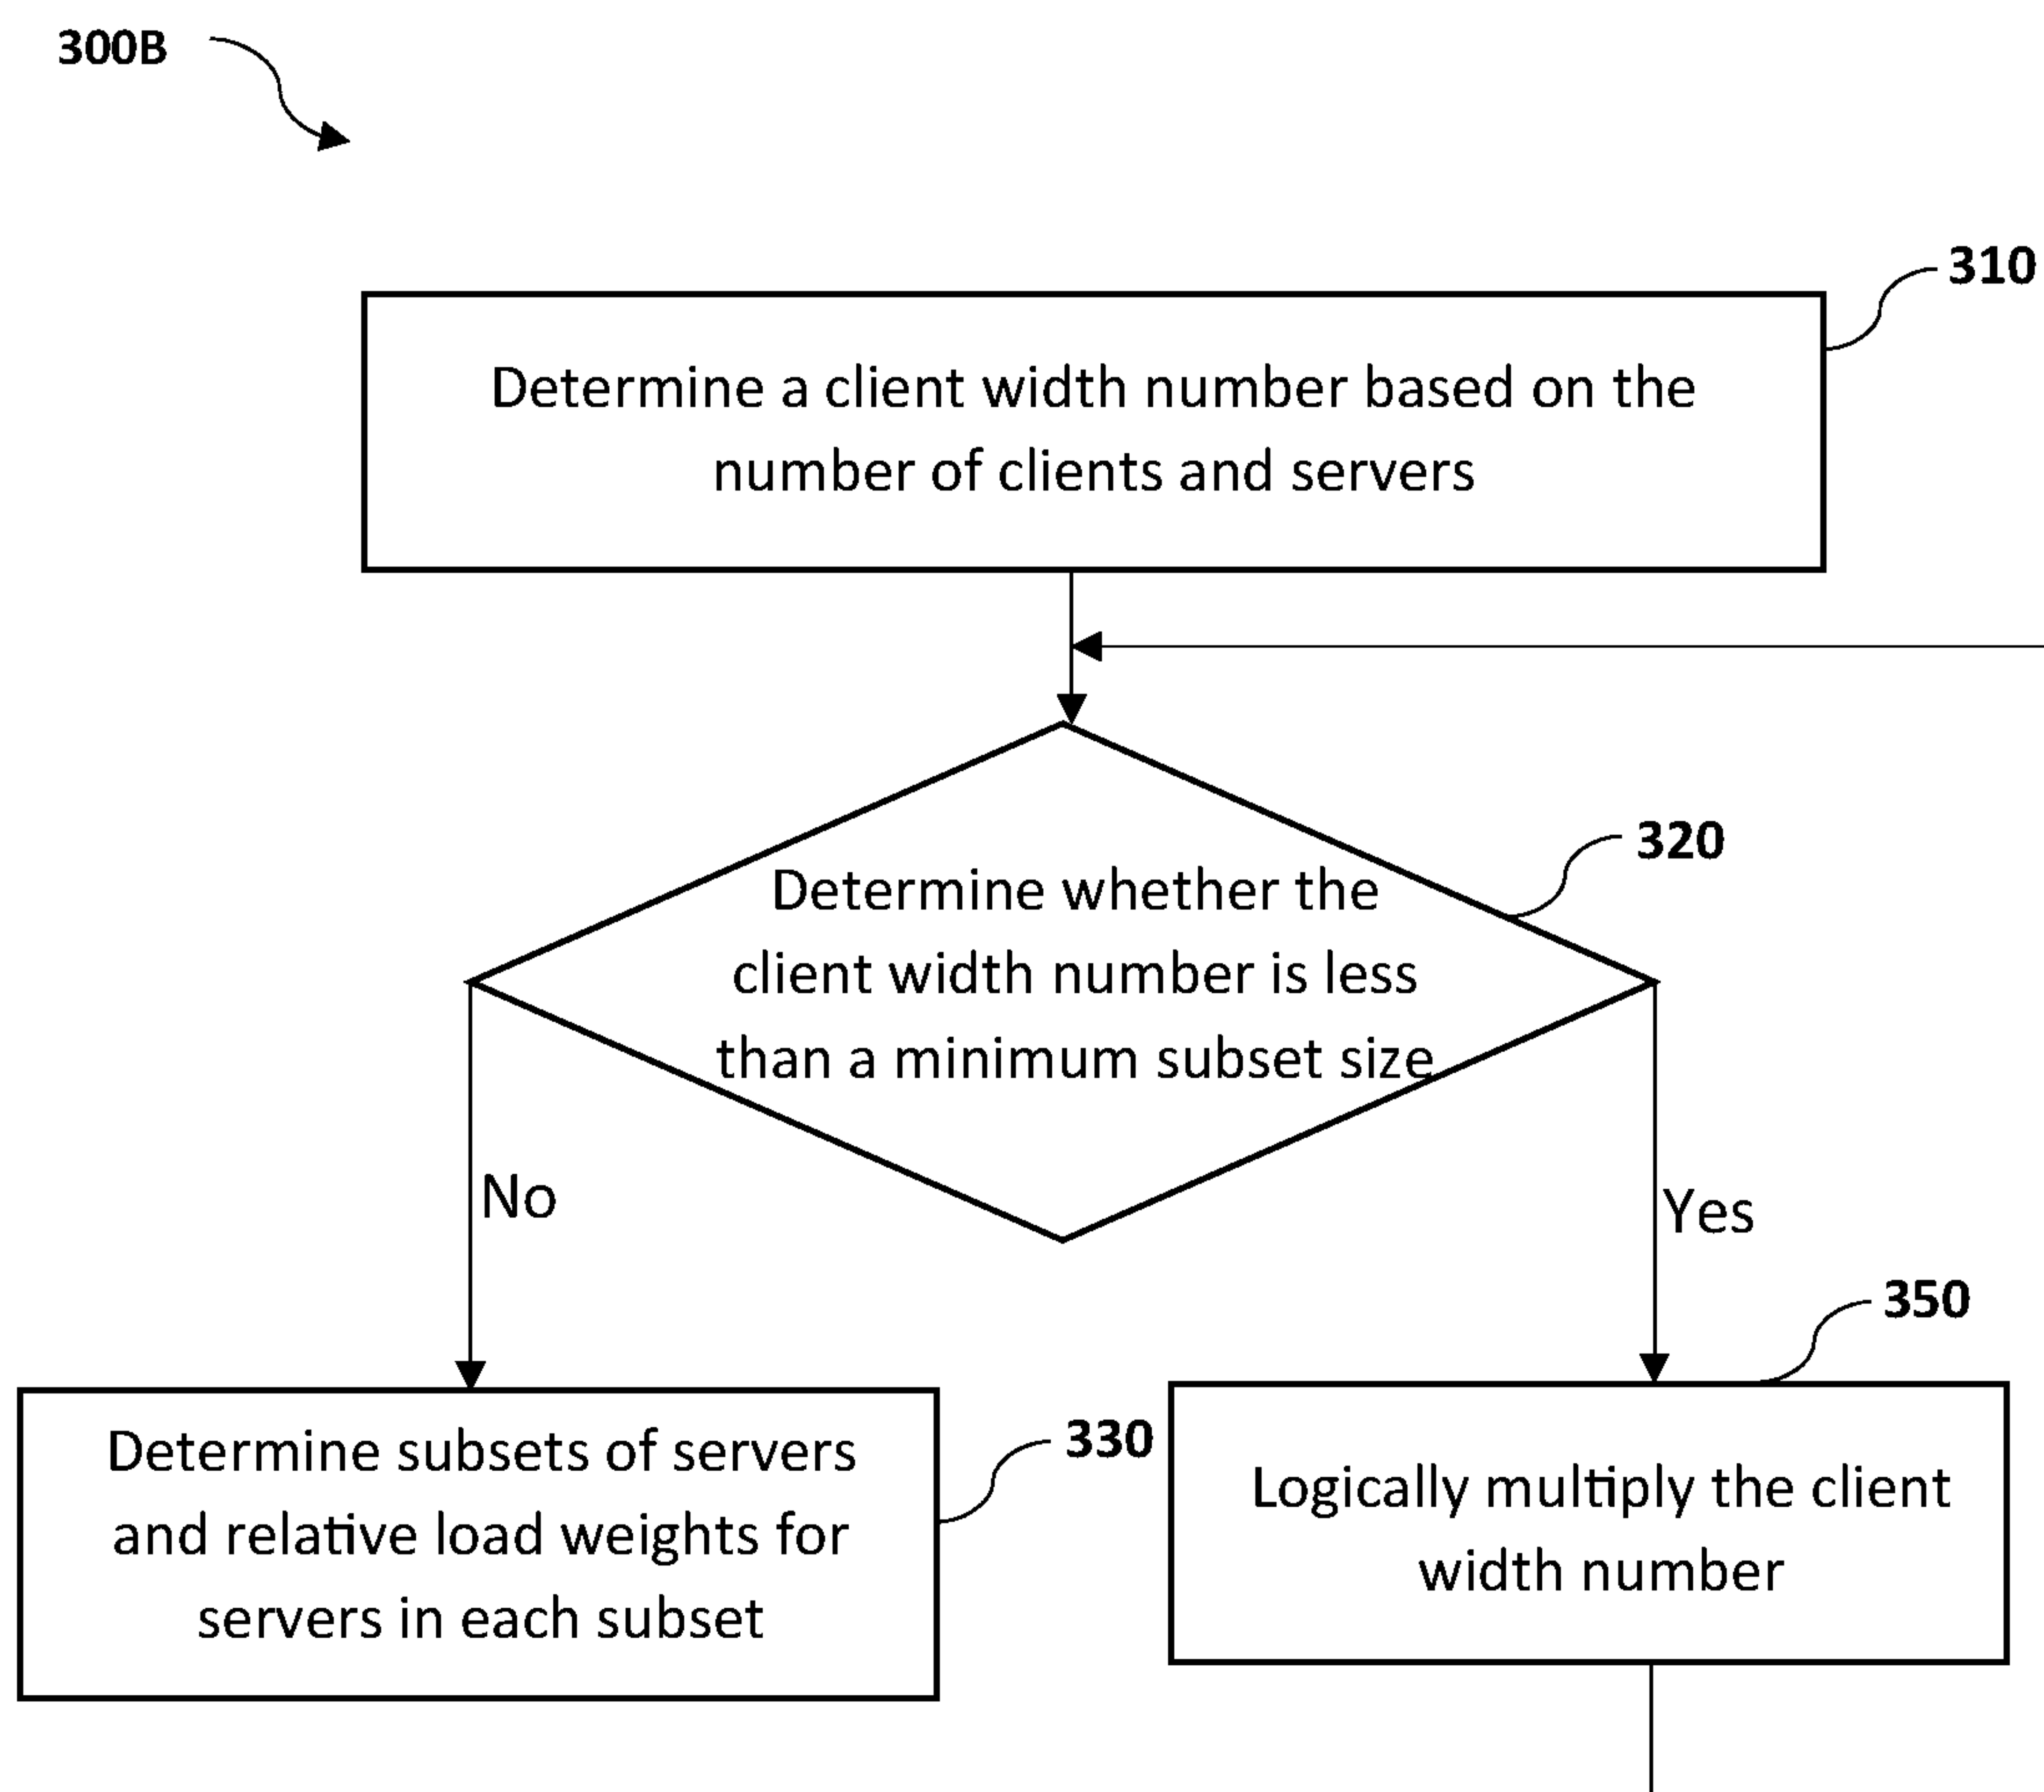 300B
310
Determine a client width number based on the
number of clients and servers
320
Determine whether the
client width number is less
than a minimum subset size
No
Yes
350
330
Determine subsets of servers
and relative load weights for
servers in each subset
Logically multiply the client
width number